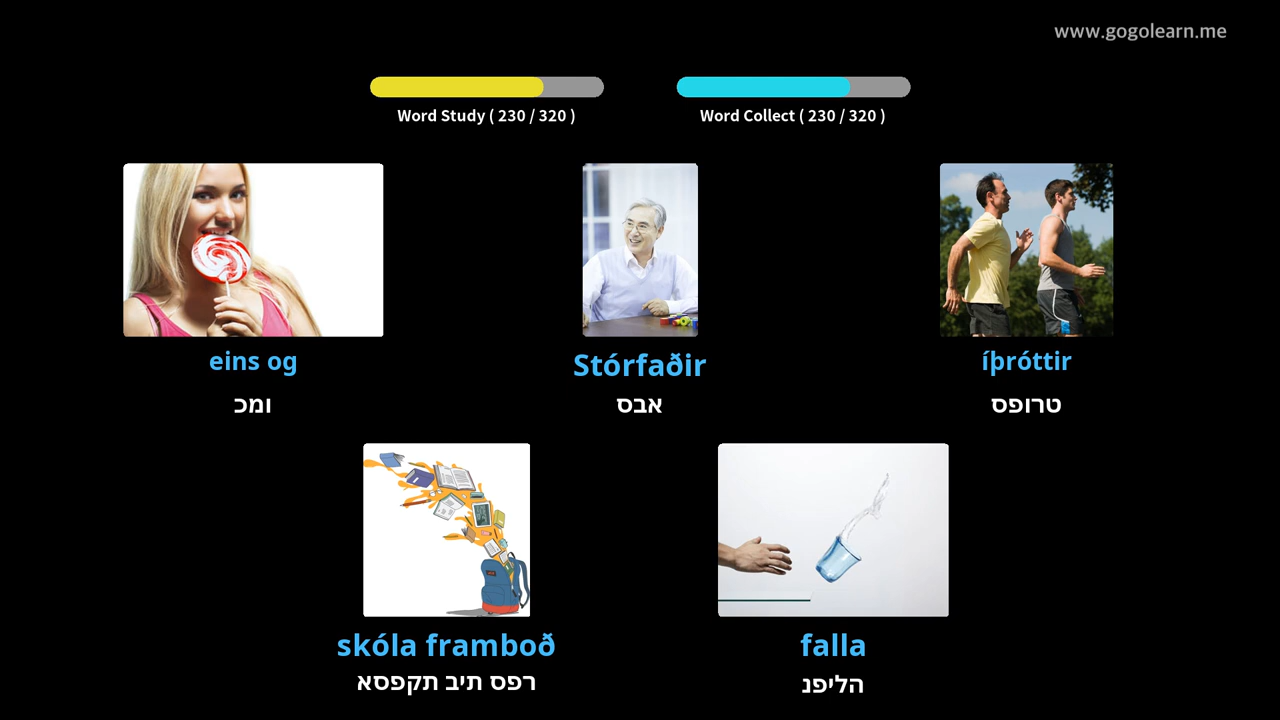 www.gogolearn.me
Word Study ( 230 / 320 )
Word Collect ( 230 / 320 )
eins og
Stórfaðir
íþróttir
ומכ
אבס
טרופס
skóla framboð
falla
רפס תיב תקפסא
הליפנ